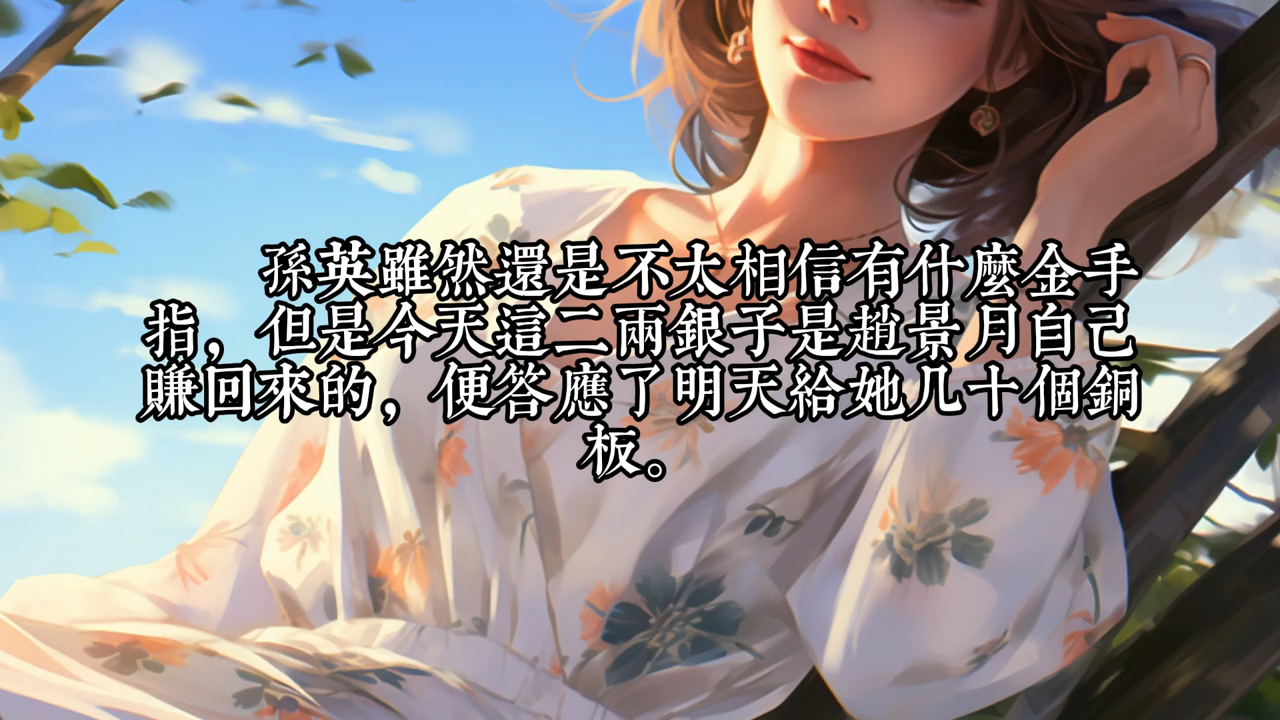 孫英雖然還是不太相信有什麼金手
指，但是今天這二兩銀子是趙景月自己
賺回來的，便答應了明天給她几十個銅
板。